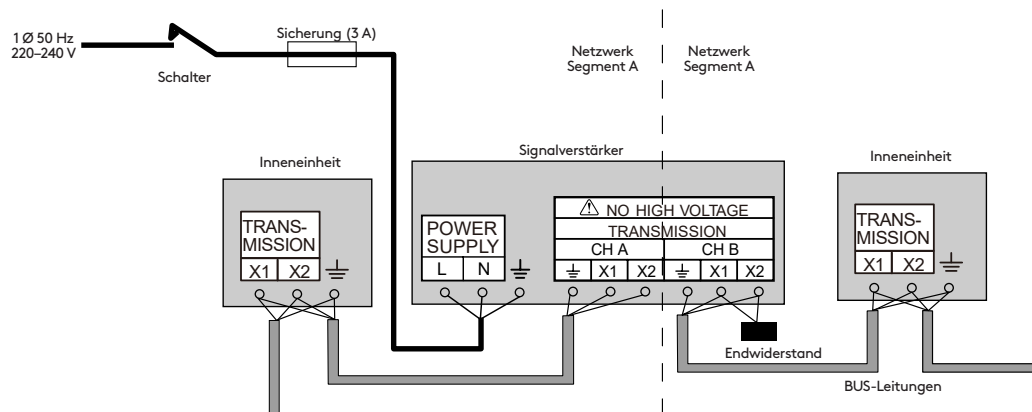 1 Ø 50 Hz
220–240 V
Schalter
Sicherung (3 A)
Netzwerk
Segment A
Netzwerk
Segment A
Inneneinheit
TRANS-
MISSION
X1 X2
Signalverstärker
POWER
SUPPLY
L N
NO HIGH VOLTAGE
TRANSMISSION
CH A CH B
X1 X2 X1 X2
Endwiderstand
Inneneinheit
TRANS-
MISSION
X1 X2
BUS-Leitungen